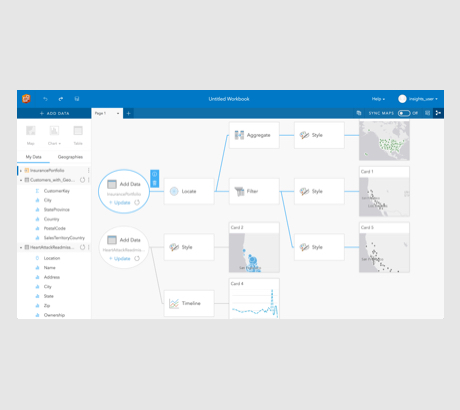 Untitled Workbook
Help
Insights_user
+ ADD DATA
Page 1
+
SYNC MAPS
Map
Chart
Table
My Data
Geographies
InsurancePortfolio
Customers_with_Geo...
CustomerKey
City
StateProvince
Country
PostalCode
SalesTerritoryCountry
HeartAttackReadmiss...
Location
Name
Address
City
State
Zip
Ownership
Add Data
InsurancePortfolio
+ Update
Locate
Aggregate
Style
Filter
Style
Card 1
Style
Card 5
Add Data
+ Update
Style
Card 2
Timeline
Card 4